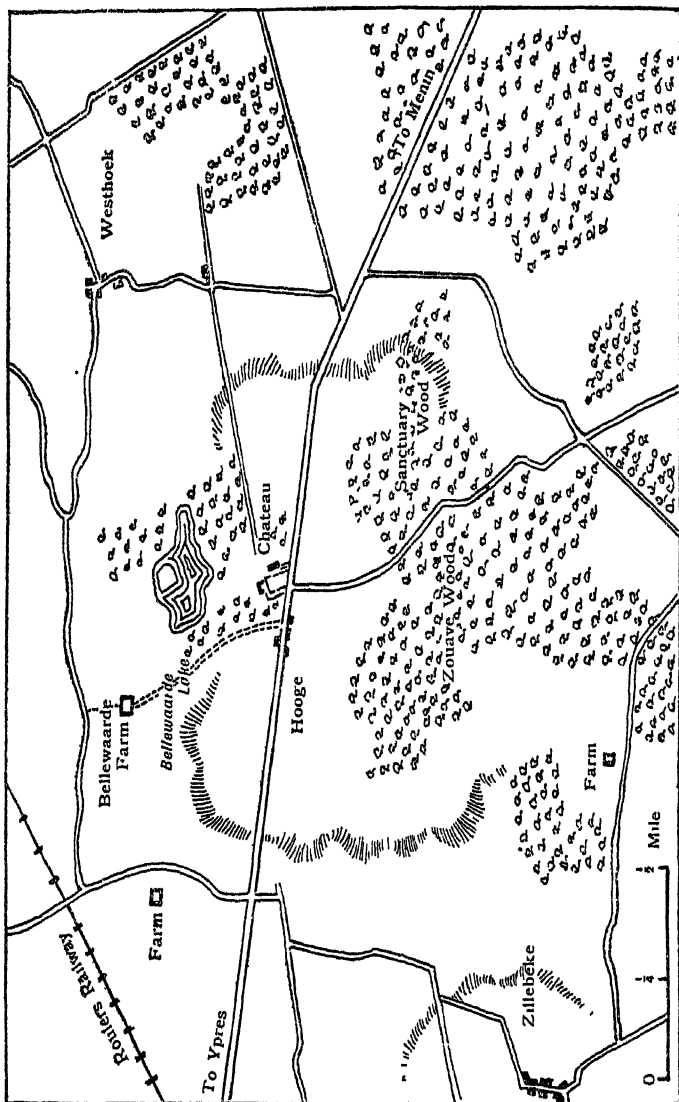 Westhoek
To Menin
Roulers Railway
Bellewaarde
Farm
Bellewaarde
Lake
Chateau
Sanctuary
Wood
Farm
Hooge
Zouave Wood
To Ypres
Zillebeke
Farm
0 ¼ ½ Mile